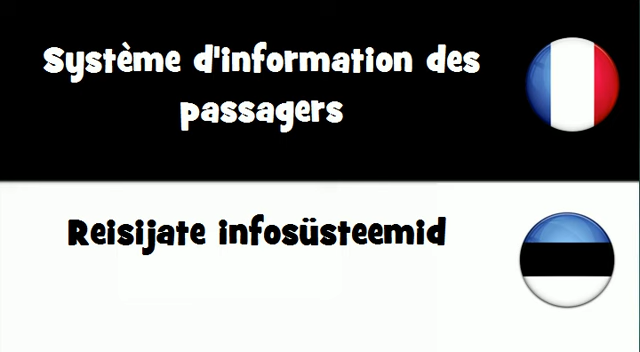 Système d'information des
passagers
Reisijate infosüsteemid